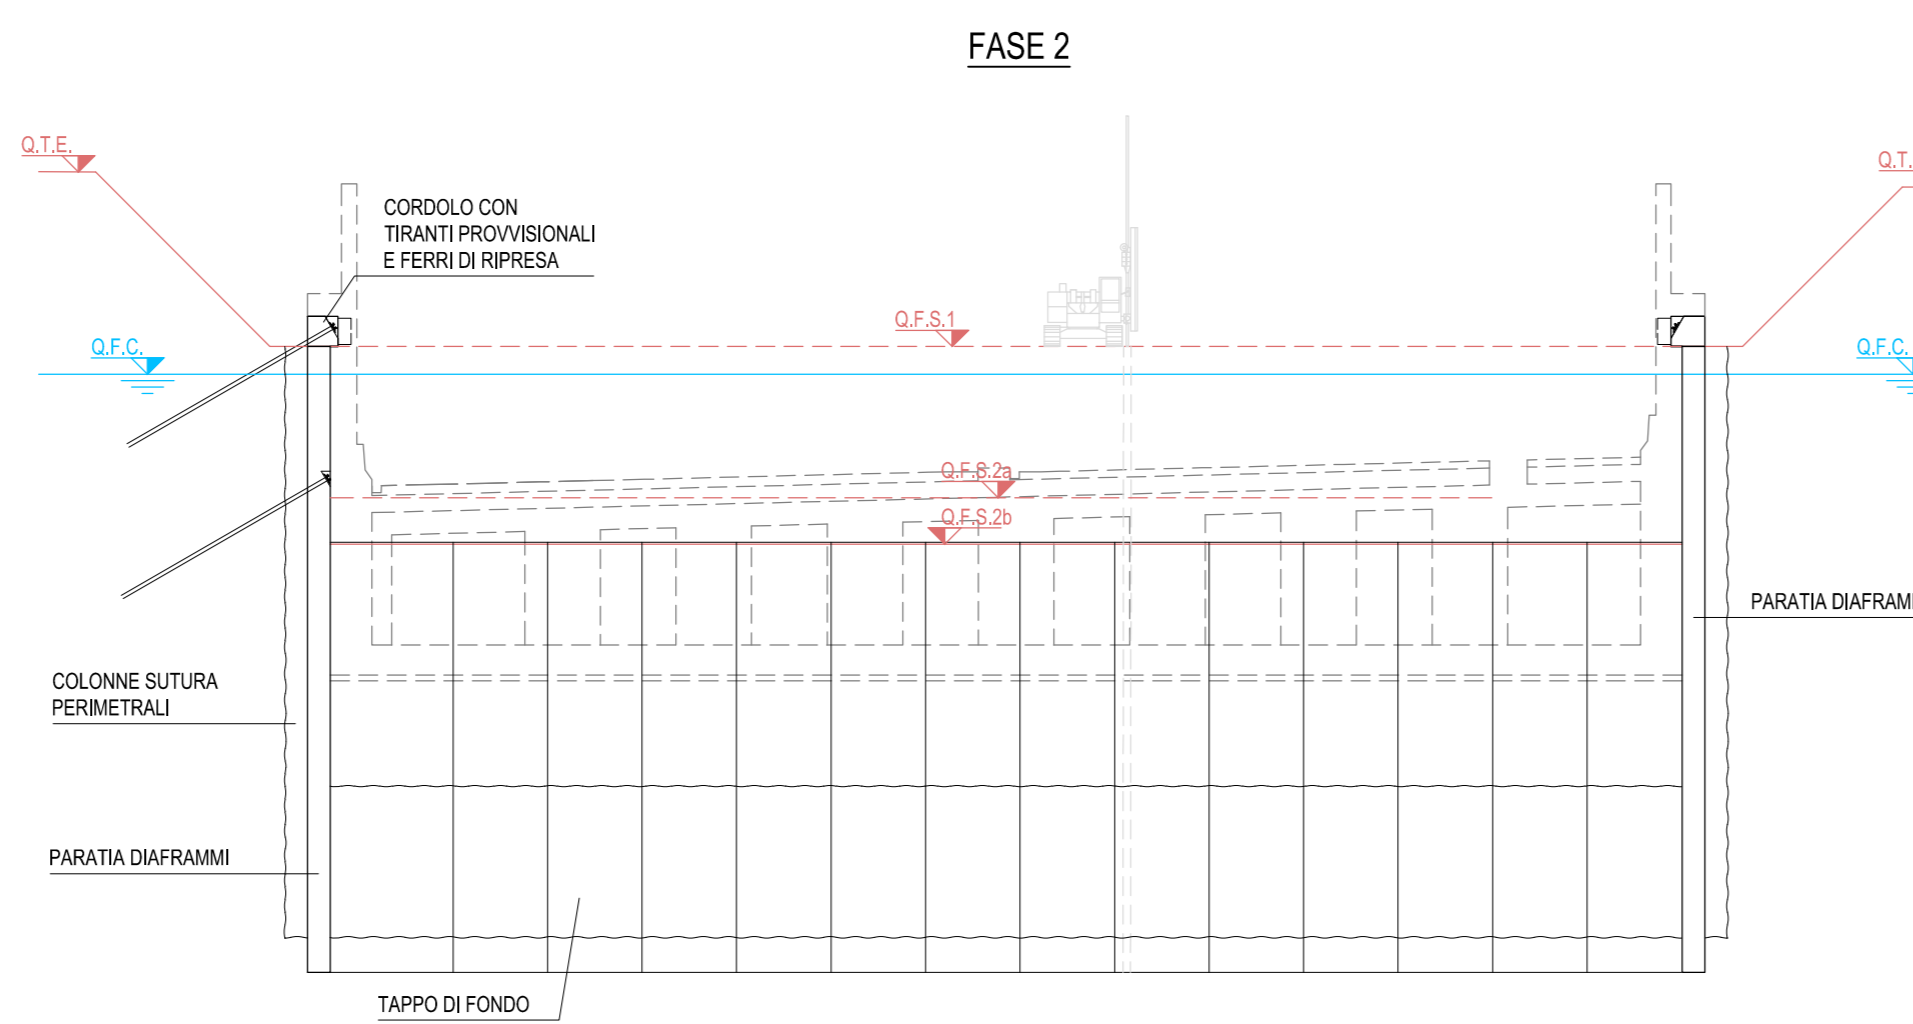 FASE 2
Q.T.E.
Q.T.
CORDOLO CON
TIRANTI PROVVISIONALI
E FERRI DI RIPRESA
Q.F.S.1
Q.F.C.
Q.F.C.
Q.F.S.2a
Q.F.S.2b
PARATIA DIAFRAMM
COLONNE SUTURA
PERIMETRALI
PARATIA DIAFRAMMI
TAPPO DI FONDO